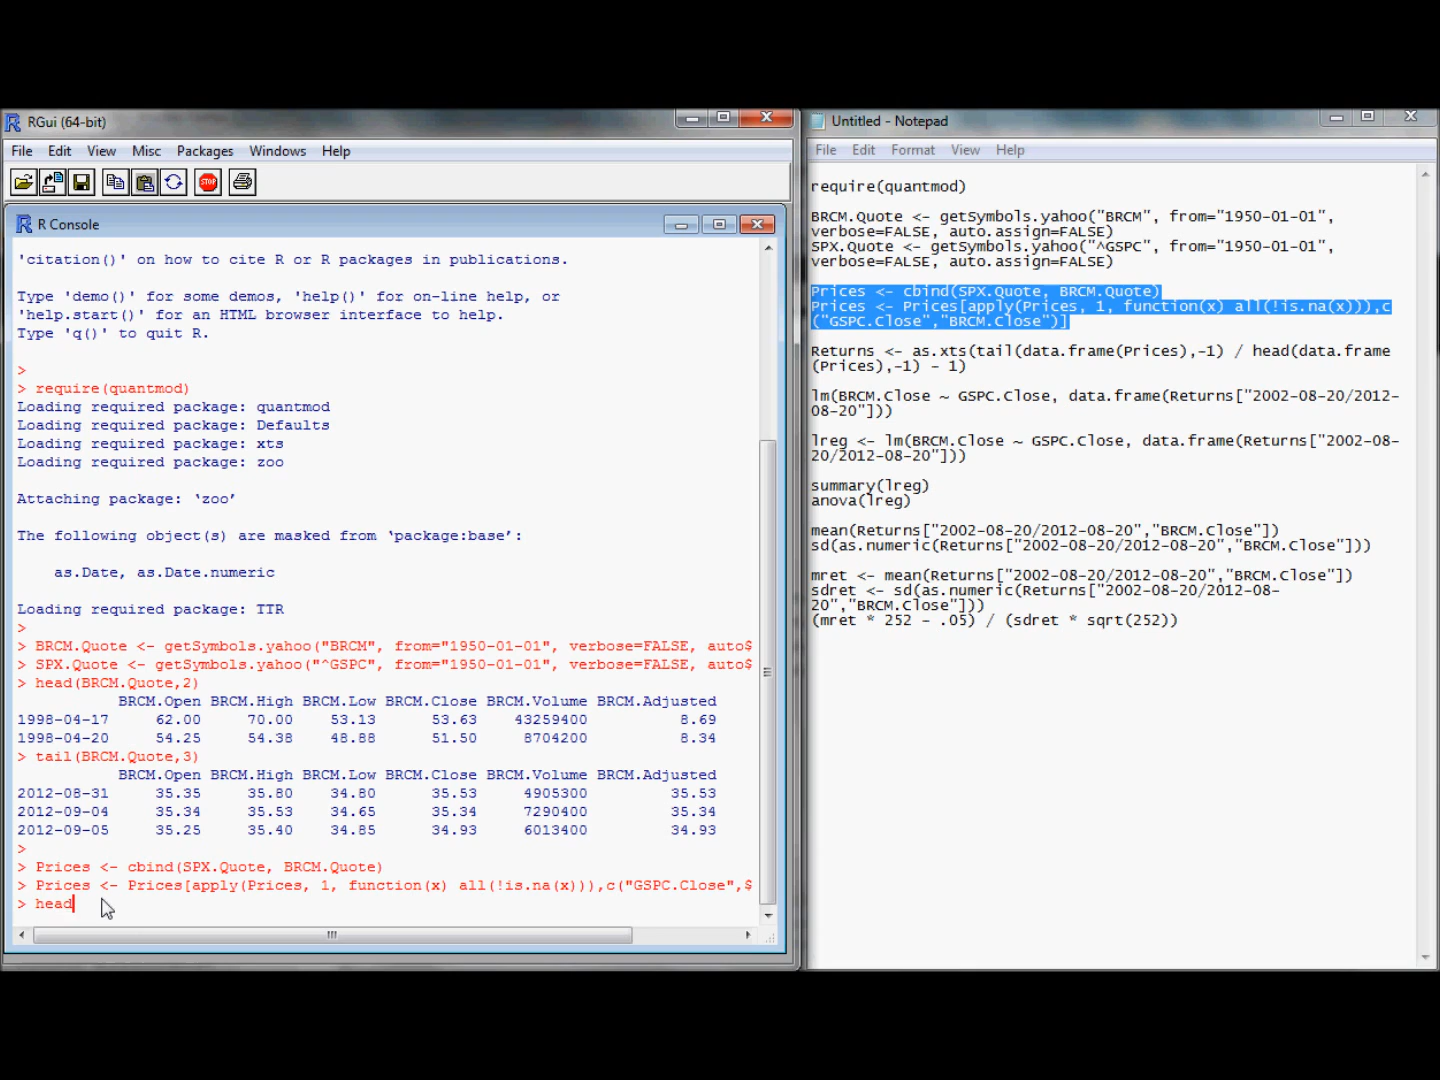 RGui (64-bit)
File Edit View Misc Packages Windows Help
STOP
R Console
'citation()' on how to cite R or R packages in publications.
Type 'demo()' for some demos, 'help()' for on-line help, or
'help.start()' for an HTML browser interface to help.
Type 'q()' to quit R.
>
> require(quantmod)
Loading required package: quantmod
Loading required package: Defaults
Loading required package: xts
Loading required package: zoo
Attaching package: ‘zoo’
The following object(s) are masked from ‘package:base’:
as.Date, as.Date.numeric
Loading required package: TTR
>
> BRCM.Quote <- getSymbols.yahoo("BRCM", from="1950-01-01", verbose=FALSE, auto$
> SPX.Quote <- getSymbols.yahoo("^GSPC", from="1950-01-01", verbose=FALSE, auto$
> head(BRCM.Quote,2)
BRCM.Open BRCM.High BRCM.Low BRCM.Close BRCM.Volume BRCM.Adjusted
1998-04-17 62.00 70.00 53.13 53.63 43259400 8.69
1998-04-20 54.25 54.38 48.88 51.50 8704200 8.34
> tail(BRCM.Quote,3)
BRCM.Open BRCM.High BRCM.Low BRCM.Close BRCM.Volume BRCM.Adjusted
2012-08-31 35.35 35.80 34.80 35.53 4905300 35.53
2012-09-04 35.34 35.53 34.65 35.34 7290400 35.34
2012-09-05 35.25 35.40 34.85 34.93 6013400 34.93
>
> Prices <- cbind(SPX.Quote, BRCM.Quote)
> Prices <- Prices[apply(Prices, 1, function(x) all(!is.na(x))),c("GSPC.Close",$
> head
Untitled - Notepad
File Edit Format View Help
require(quantmod)
BRCM.Quote <- getSymbols.yahoo("BRCM", from="1950-01-01",
verbose=FALSE, auto.assign=FALSE)
SPX.Quote <- getSymbols.yahoo("^GSPC", from="1950-01-01",
verbose=FALSE, auto.assign=FALSE)
Prices <- cbind(SPX.Quote, BRCM.Quote)
Prices <- Prices[apply(Prices, 1, function(x) all(!is.na(x))),c
("GSPC.Close","BRCM.Close")]
Returns <- as.xts(tail(data.frame(Prices),-1) / head(data.frame
(Prices),-1) - 1)
lm(BRCM.Close ~ GSPC.Close, data.frame(Returns["2002-08-20/2012-
08-20"]))
lreg <- lm(BRCM.Close ~ GSPC.Close, data.frame(Returns["2002-08-
20/2012-08-20"]))
summary(lreg)
anova(lreg)
mean(Returns["2002-08-20/2012-08-20","BRCM.Close"])
sd(as.numeric(Returns["2002-08-20/2012-08-20","BRCM.Close"]))
mret <- mean(Returns["2002-08-20/2012-08-20","BRCM.Close"])
sdret <- sd(as.numeric(Returns["2002-08-20/2012-08-
20","BRCM.Close"]))
(mret * 252 - .05) / (sdret * sqrt(252))